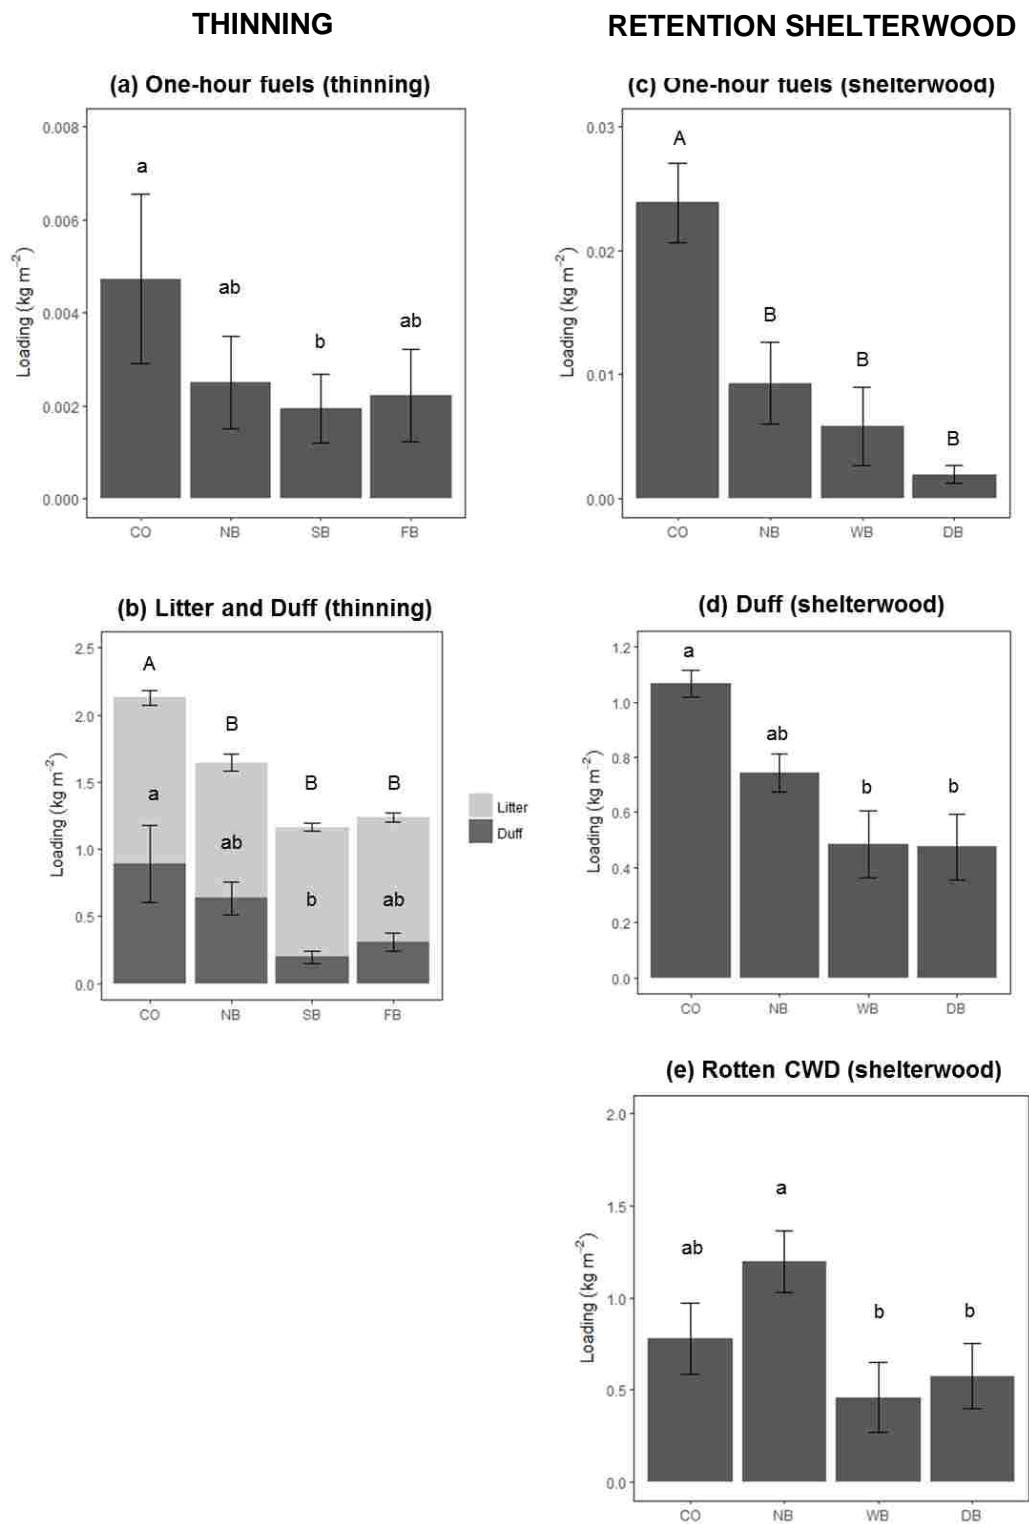 THINNING
RETENTION SHELTERWOOD
(a) One-hour fuels (thinning)
0.008
0.006
0.004
0.002
0.000
Loading (kg m⁻²)
a
ab
b
ab
CO NB SB FB
(c) One-hour fuels (shelterwood)
0.03
0.02
0.01
0.00
Loading (kg m⁻²)
A
B
B
B
CO NB WB DB
(b) Litter and Duff (thinning)
2.5
2.0
1.5
1.0
0.5
0.0
Loading (kg m⁻²)
A
B
B
B
a
ab
b
ab
CO NB SB FB
Litter
Duff
(d) Duff (shelterwood)
1.2
1.0
0.8
0.6
0.4
0.2
0.0
Loading (kg m⁻²)
a
ab
b
b
CO NB WB DB
(e) Rotten CWD (shelterwood)
2.0
1.5
1.0
0.5
0.0
Loading (kg m⁻²)
ab
a
b
b
CO NB WB DB